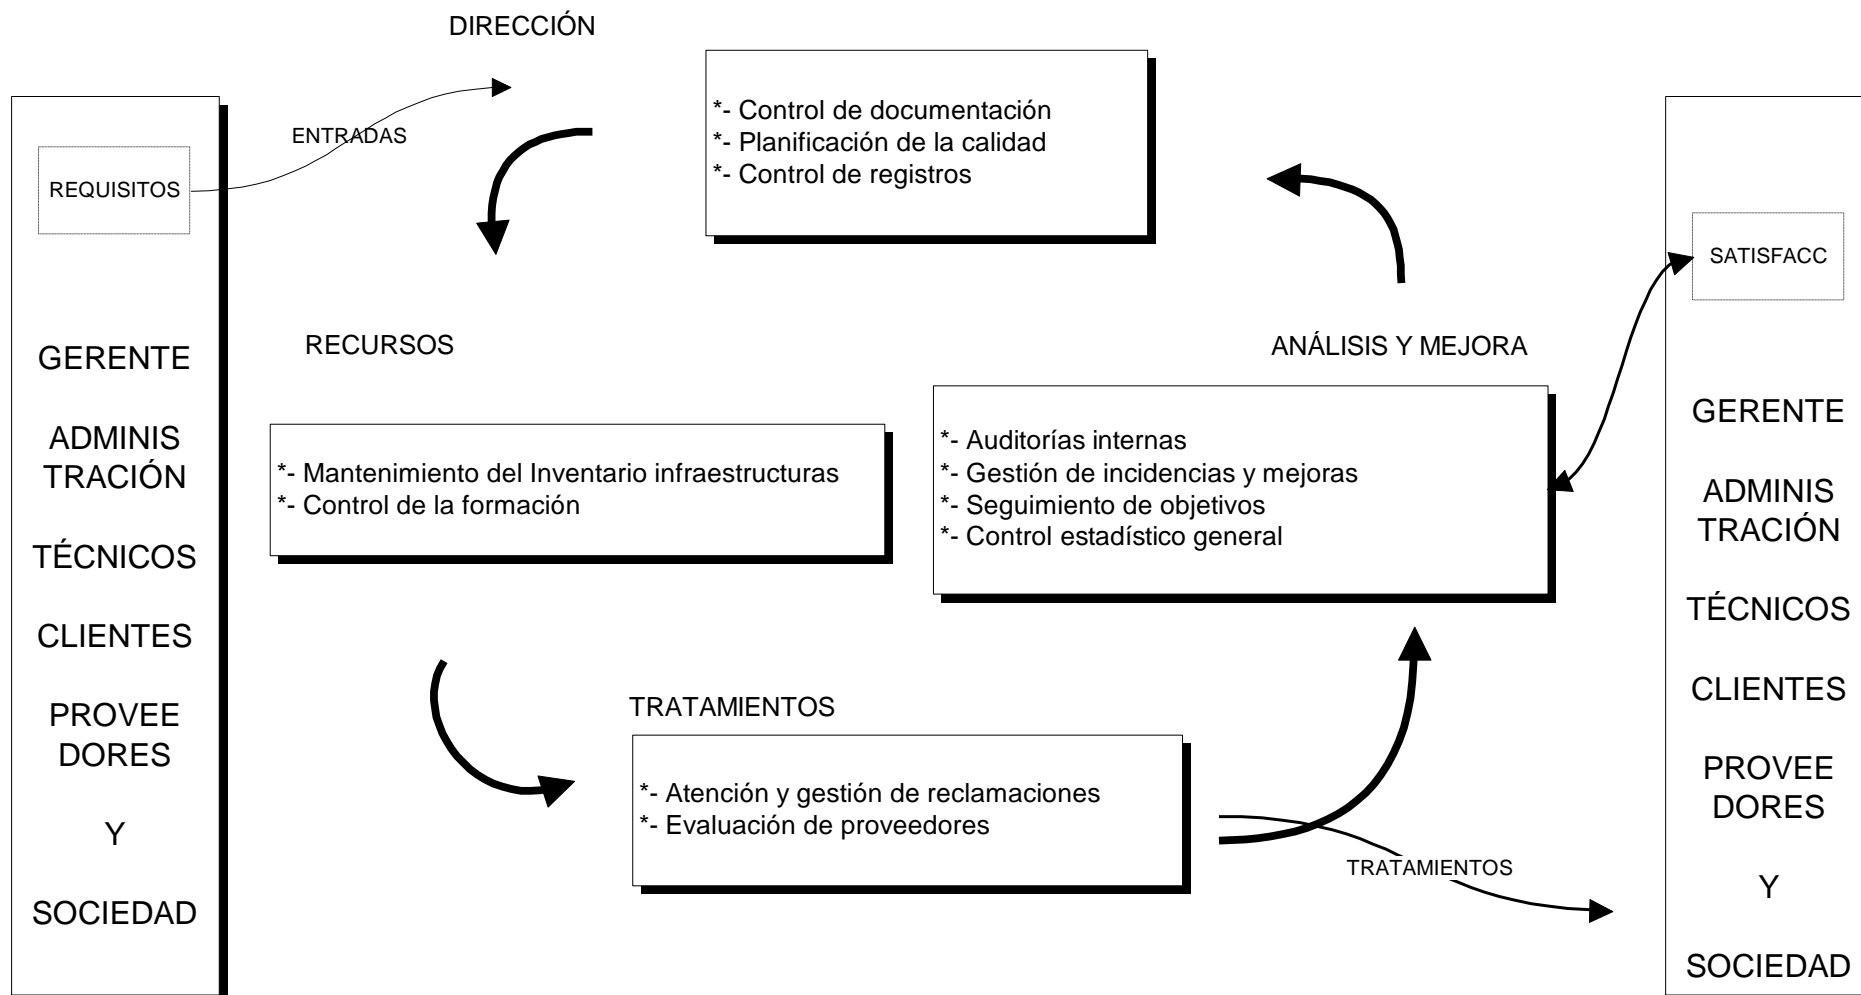 DIRECCIÓN
*- Control de documentación
*- Planificación de la calidad
*- Control de registros
ENTRADAS
REQUISITOS
GERENTE
ADMINIS
TRACIÓN
TÉCNICOS
CLIENTES
PROVEE
DORES
Y
SOCIEDAD
RECURSOS
*- Mantenimiento del Inventario infraestructuras
*- Control de la formación
ANÁLISIS Y MEJORA
*- Auditorías internas
*- Gestión de incidencias y mejoras
*- Seguimiento de objetivos
*- Control estadístico general
TRATAMIENTOS
*- Atención y gestión de reclamaciones
*- Evaluación de proveedores
TRATAMIENTOS
SATISFACC
GERENTE
ADMINIS
TRACIÓN
TÉCNICOS
CLIENTES
PROVEE
DORES
Y
SOCIEDAD